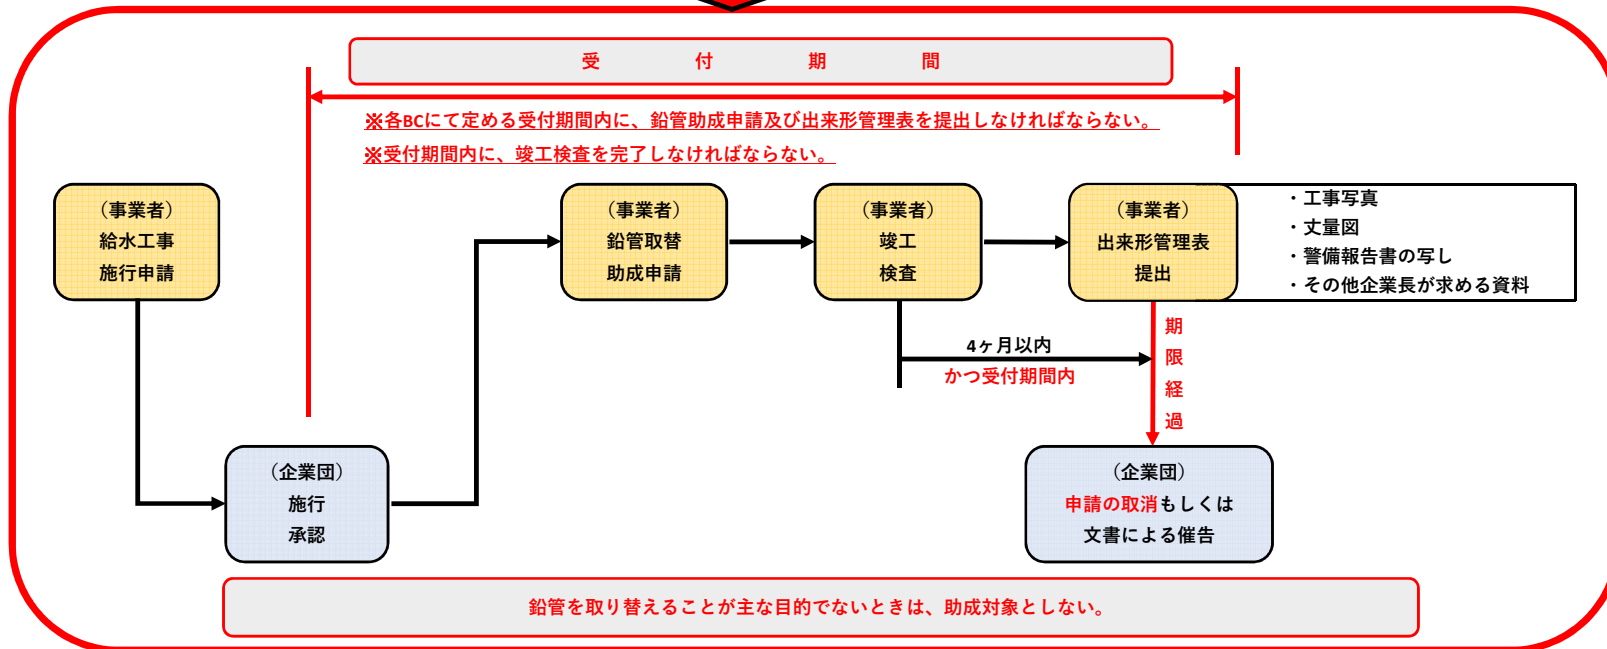 受付期間
※各BCにて定める受付期間内に、鉛管助成申請及び出来形管理表を提出しなければならない。
※受付期間内に、竣工検査を完了しなければならない。
（事業者）
給水工事
施行申請
（事業者）
鉛管取替
助成申請
（事業者）
竣工
検査
（事業者）
出来形管理表
提出
・工事写真
・丈量図
・警備報告書の写し
・その他企業長が求める資料
4ヶ月以内
かつ受付期間内
期限経過
（企業団）
施行
承認
（企業団）
申請の取消もしくは
文書による催告
鉛管を取り替えることが主な目的でないときは、助成対象としない。